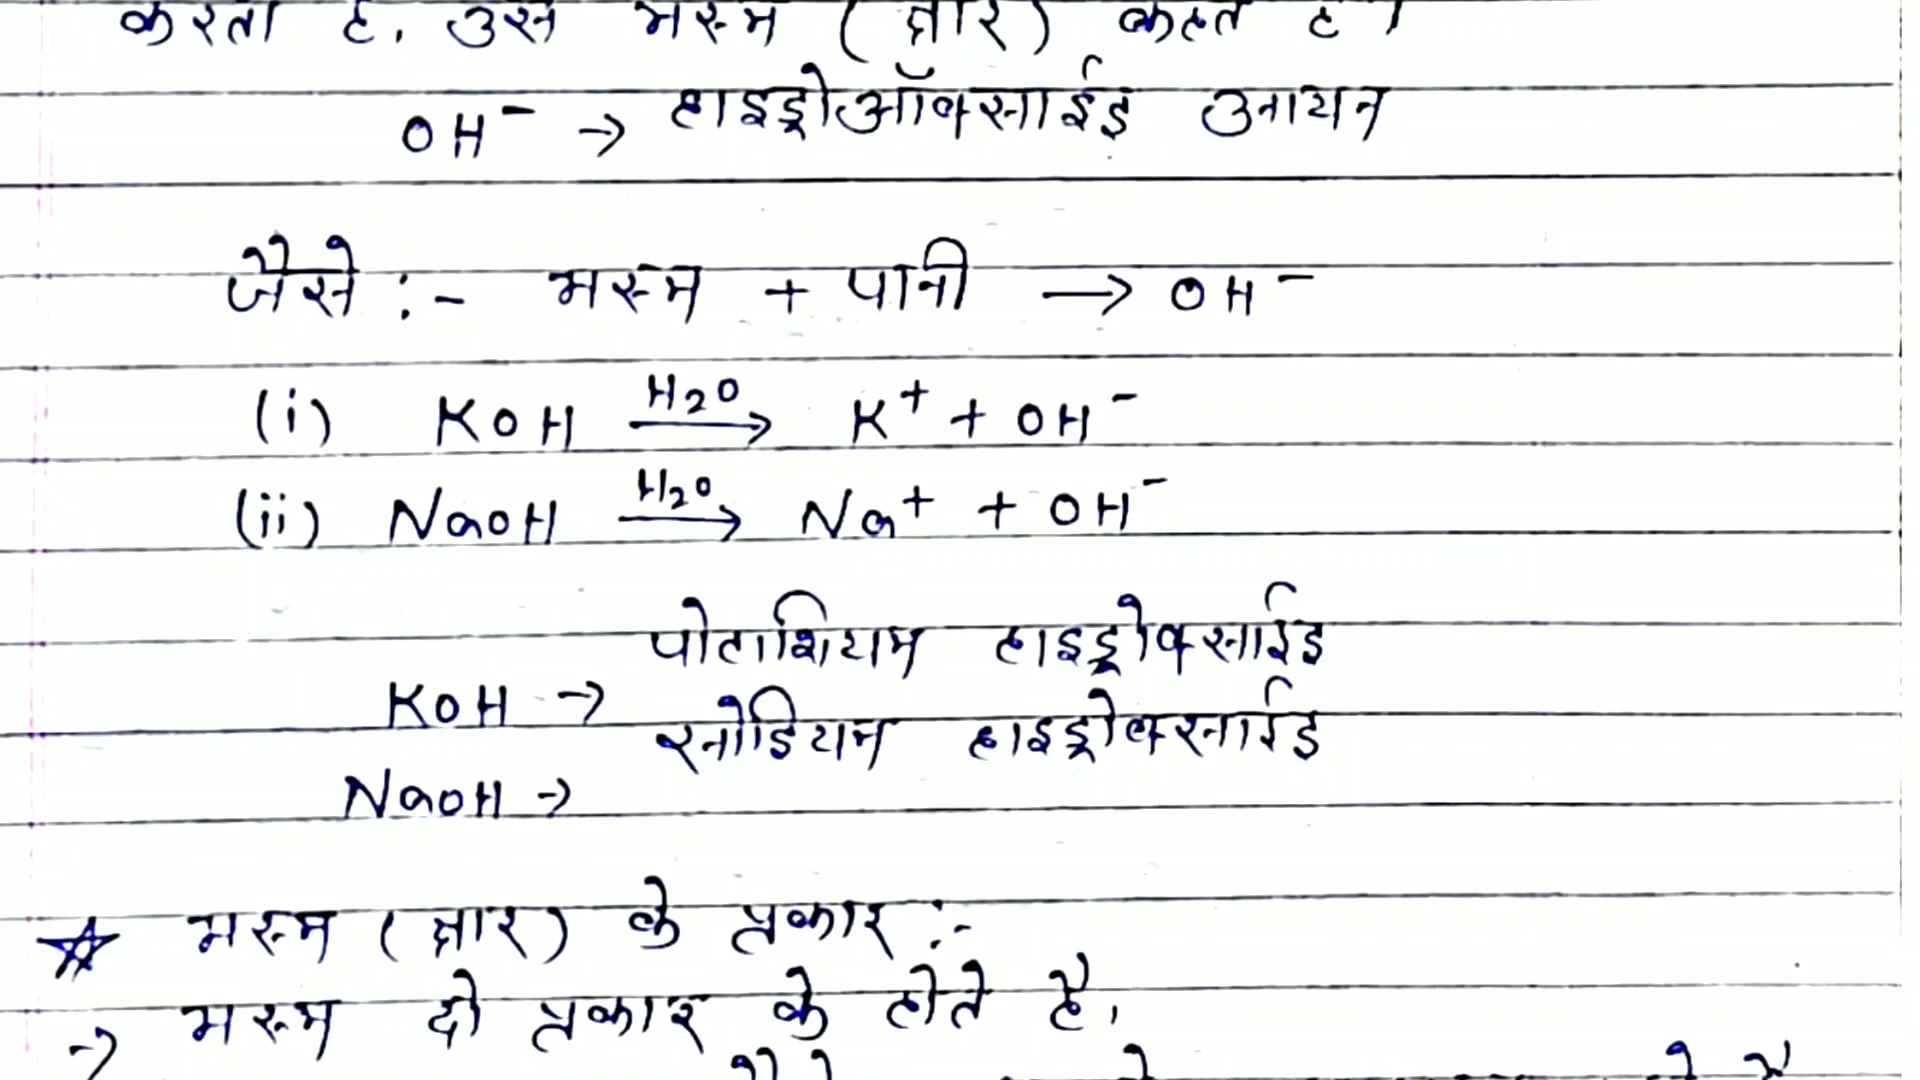 करता है, उसे भस्म (क्षार) कहते है।
OH⁻ → हाइड्रोऑक्साईड आयन
जैसे :- भस्म + पानी → OH⁻
(i) KOH —H₂O→ K⁺ + OH⁻
(ii) NaOH —H₂O→ Na⁺ + OH⁻
KOH → पोटाशियम हाइड्रोक्साईड
NaOH → सोडियम हाइड्रोक्साईड
☆ भस्म (क्षार) के प्रकार :-
→ भस्म दो प्रकार के होते है,